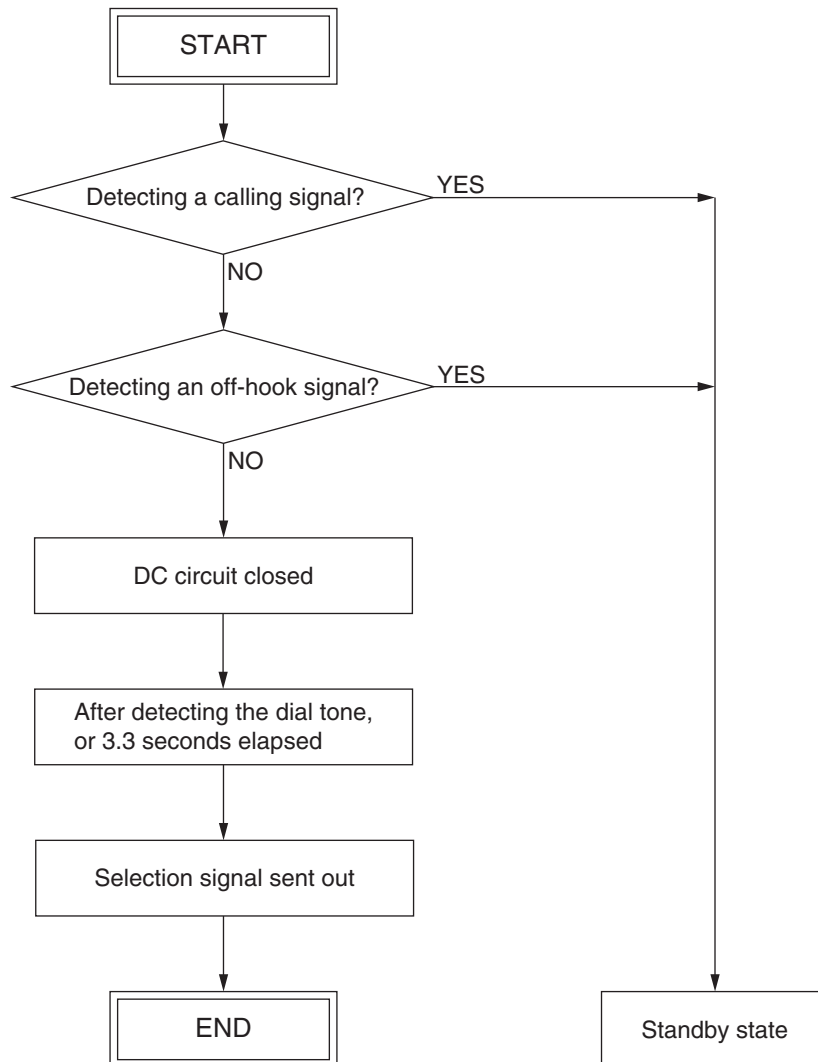 START
Detecting a calling signal?
YES
NO
Detecting an off-hook signal?
YES
NO
DC circuit closed
After detecting the dial tone,
or 3.3 seconds elapsed
Selection signal sent out
END
Standby state